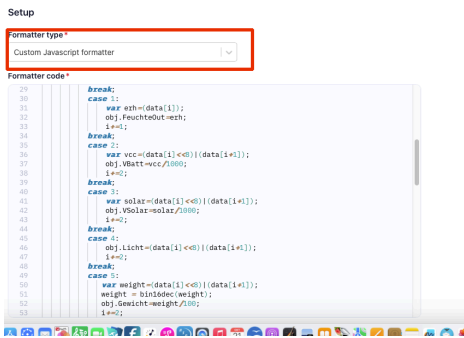 Setup
Formatter type *
Custom Javascript formatter
Formatter code *
29 break;
30 case 1:
31 var erh=(data[i]);
32 obj.FeuchteOut=erh;
33 i+=1;
34 break;
35 case 2:
36 var vcc=(data[i]<<8)|(data[i+1]);
37 obj.VBatt=vcc/1000;
38 i+=2;
39 break;
40 case 3:
41 var solar=(data[i]<<8)|(data[i+1]);
42 obj.VSolar=solar/1000;
43 i+=2;
44 break;
45 case 4:
46 obj.Licht=(data[i]<<8)|(data[i+1]);
47 i+=2;
48 break;
49 case 5:
50 var weight=(data[i]<<8)|(data[i+1]);
51 weight = bin16dec(weight);
52 obj.Gewicht=weight/100;
53 i+=2;